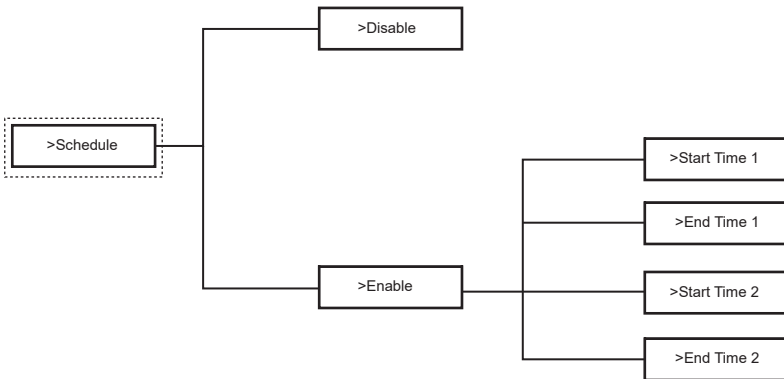 >Disable
>Schedule
>Start Time 1
>End Time 1
>Enable
>Start Time 2
>End Time 2